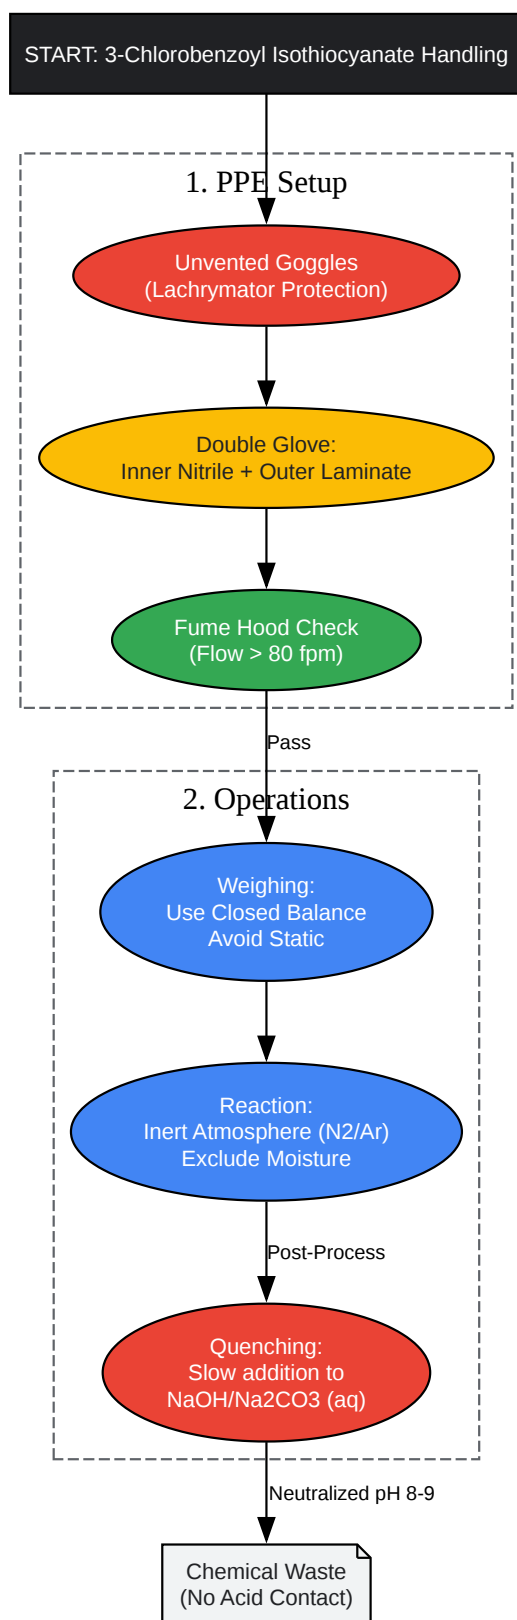 START: 3-Chlorobenzoyl Isothiocyanate Handling
1. PPE Setup
Unvented Goggles
(Lachrymator Protection)
Double Glove:
Inner Nitrile + Outer Laminate
Fume Hood Check
(Flow > 80 fpm)
Pass
2. Operations
Weighing:
Use Closed Balance
Avoid Static
Reaction:
Inert Atmosphere (N2/Ar)
Exclude Moisture
Post-Process
Quenching:
Slow addition to
NaOH/Na2CO3 (aq)
Neutralized pH 8-9
Chemical Waste
(No Acid Contact)